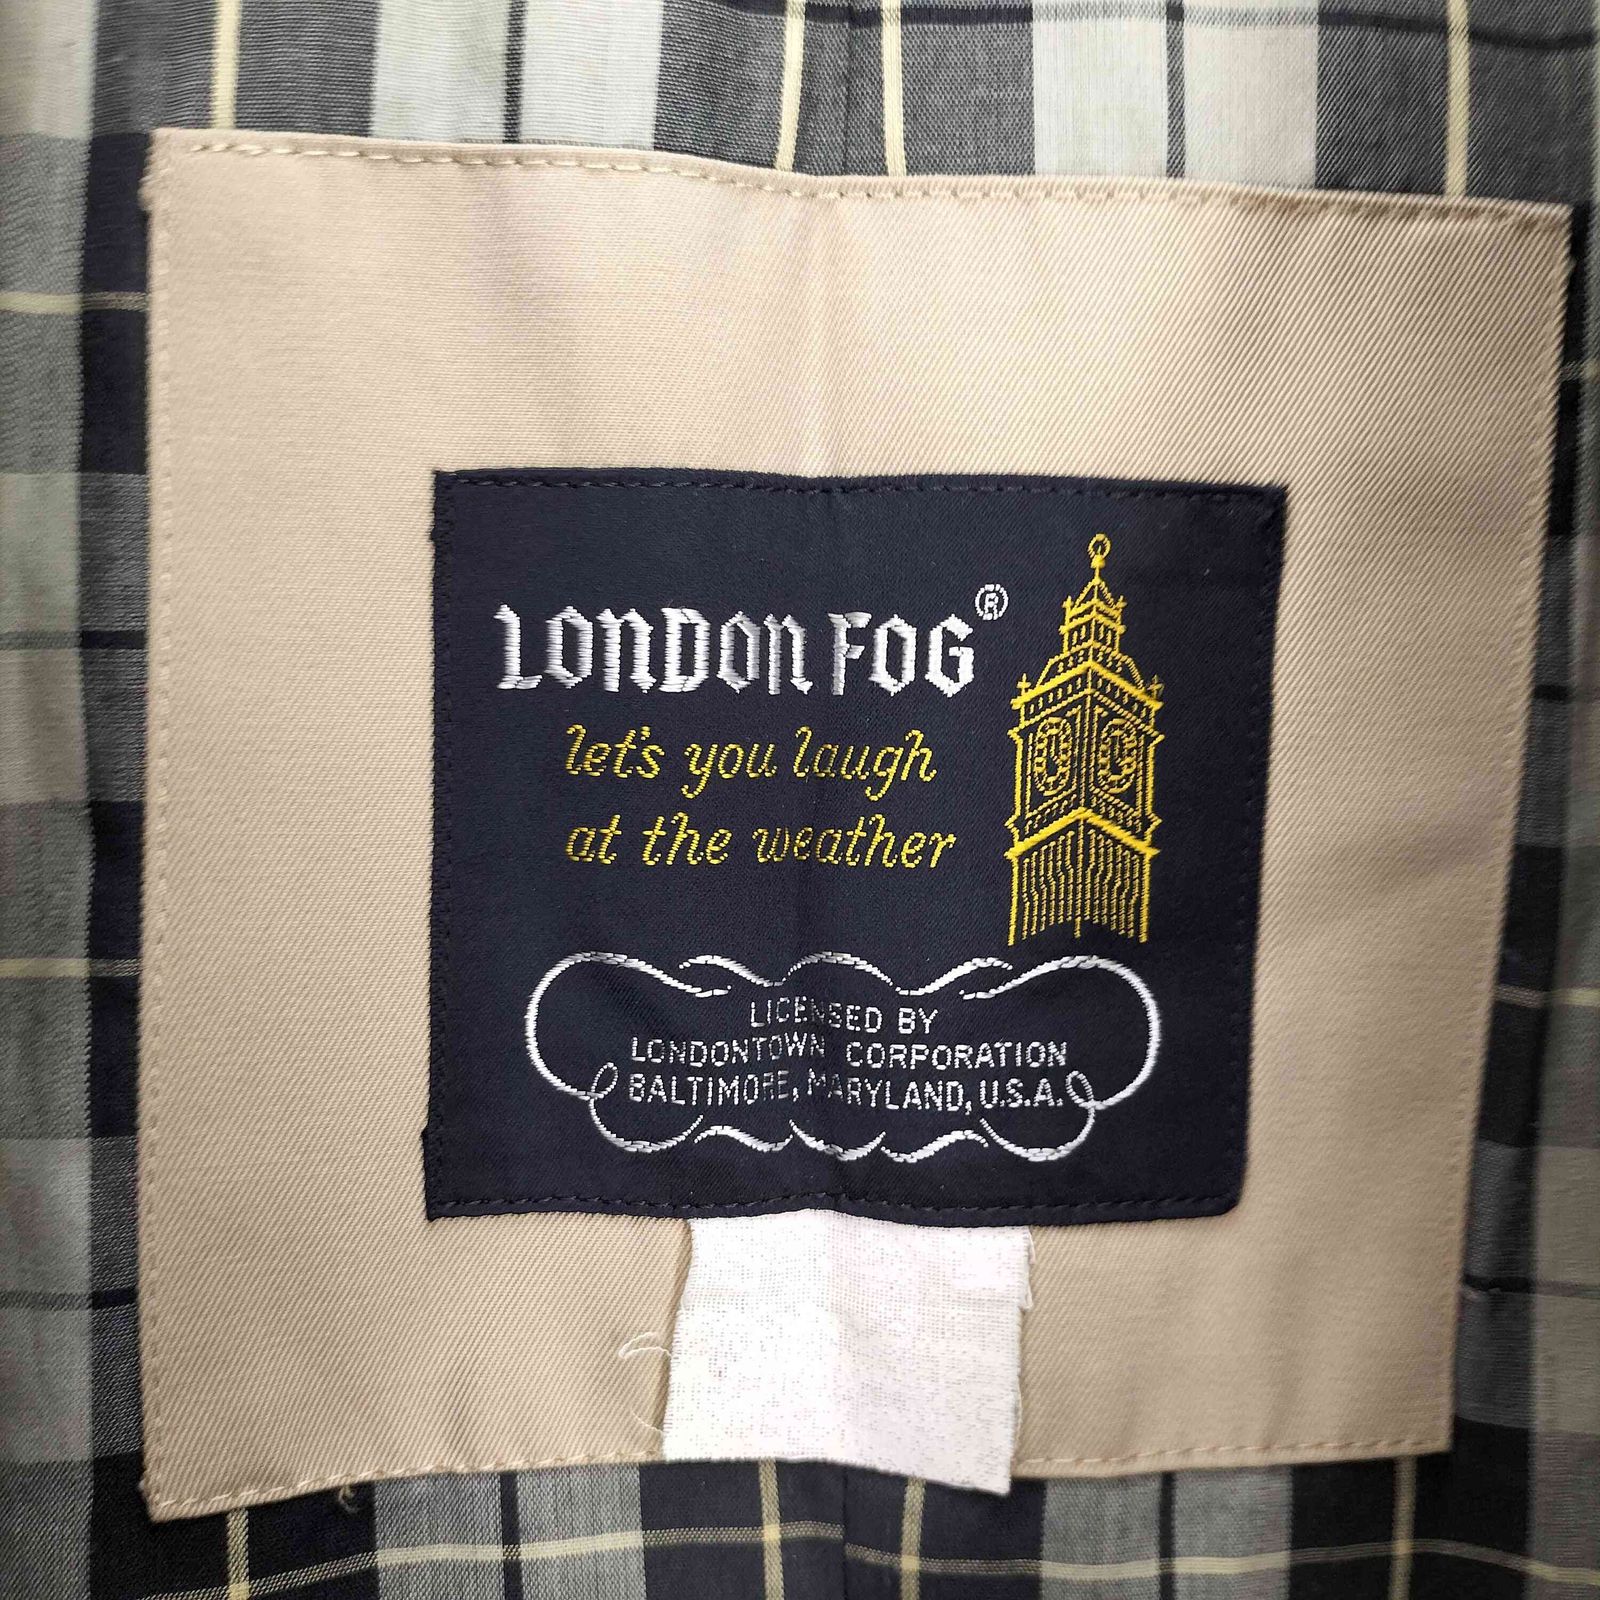 LONDON FOG®
let's you laugh
at the weather
LICENSED BY
LONDONTOWN CORPORATION
BALTIMORE, MARYLAND, U.S.A.